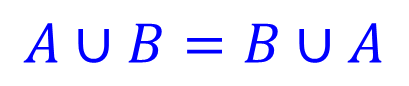 A ∪ B = B ∪ A